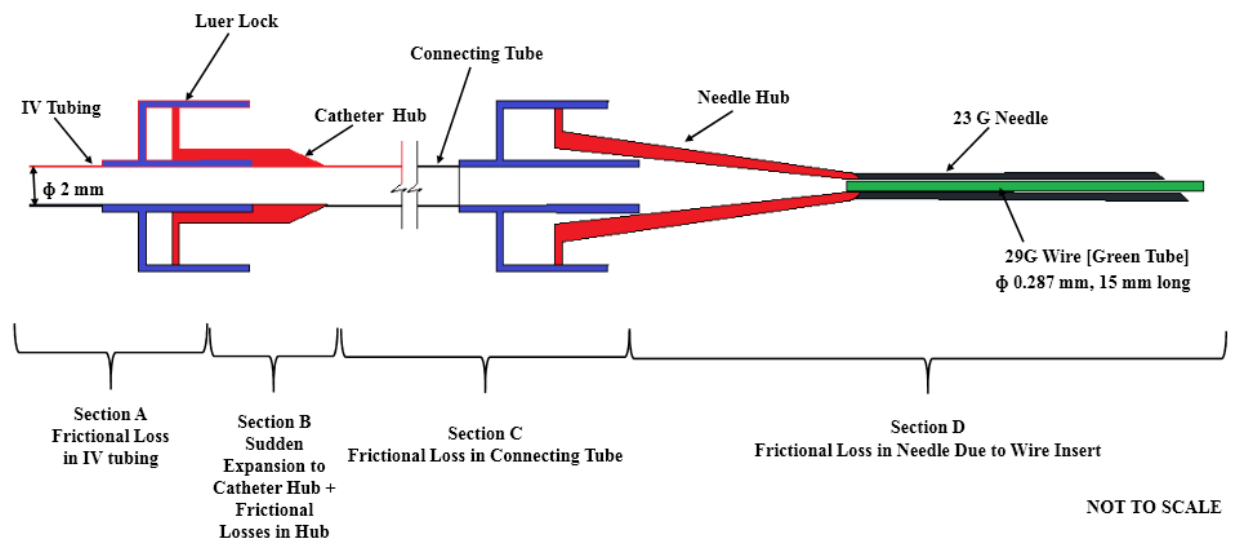 Luer Lock
Connecting Tube
IV Tubing
Catheter Hub
Needle Hub
23 G Needle
ϕ 2 mm
29G Wire [Green Tube]
ϕ 0.287 mm, 15 mm long
Section A
Frictional Loss
in IV tubing
Section B
Sudden
Expansion to
Catheter Hub +
Frictional
Losses in Hub
Section C
Frictional Loss in Connecting Tube
Section D
Frictional Loss in Needle Due to Wire Insert
NOT TO SCALE